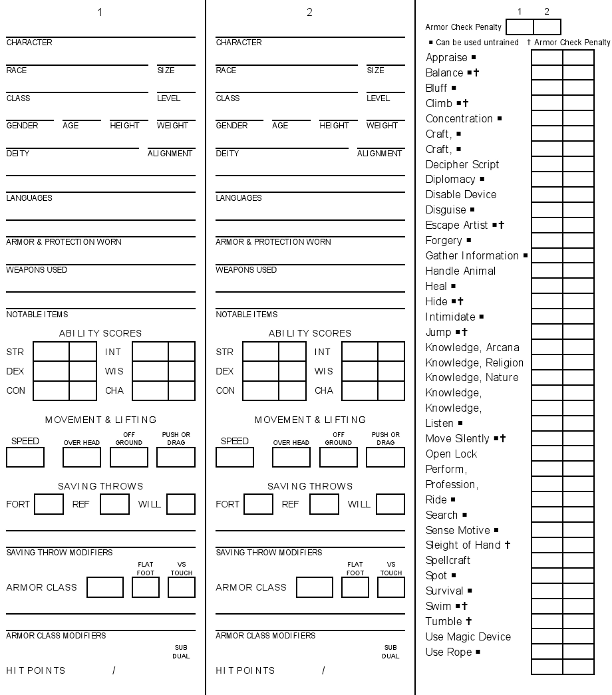 1
CHARACTER
RACE SIZE
CLASS LEVEL
GENDER AGE HEIGHT WEIGHT
DEITY ALIGNMENT
LANGUAGES
ARMOR & PROTECTION WORN
WEAPONS USED
NOTABLE ITEMS
ABILITY SCORES
STR INT
DEX WIS
CON CHA
MOVEMENT & LIFTING
SPEED OVER HEAD OFF GROUND PUSH OR DRAG
SAVING THROWS
FORT REF WILL
SAVING THROW MODIFIERS
FLAT FOOT VS TOUCH
ARMOR CLASS
ARMOR CLASS MODIFIERS
SUB DUAL
HIT POINTS /
2
CHARACTER
RACE SIZE
CLASS LEVEL
GENDER AGE HEIGHT WEIGHT
DEITY ALIGNMENT
LANGUAGES
ARMOR & PROTECTION WORN
WEAPONS USED
NOTABLE ITEMS
ABILITY SCORES
STR INT
DEX WIS
CON CHA
MOVEMENT & LIFTING
SPEED OVER HEAD OFF GROUND PUSH OR DRAG
SAVING THROWS
FORT REF WILL
SAVING THROW MODIFIERS
FLAT FOOT VS TOUCH
ARMOR CLASS
ARMOR CLASS MODIFIERS
SUB DUAL
HIT POINTS /
1 2
Armor Check Penalty
▪ Can be used untrained † Armor Check Penalty
Appraise ▪
Balance ▪†
Bluff ▪
Climb ▪†
Concentration ▪
Craft, ▪
Craft, ▪
Decipher Script
Diplomacy ▪
Disable Device
Disguise ▪
Escape Artist ▪†
Forgery ▪
Gather Information ▪
Handle Animal
Heal ▪
Hide ▪†
Intimidate ▪
Jump ▪†
Knowledge, Arcana
Knowledge, Religion
Knowledge, Nature
Knowledge,
Knowledge,
Listen ▪
Move Silently ▪†
Open Lock
Perform,
Profession,
Ride ▪
Search ▪
Sense Motive ▪
Sleight of Hand †
Spellcraft
Spot ▪
Survival ▪
Swim ▪†
Tumble †
Use Magic Device
Use Rope ▪